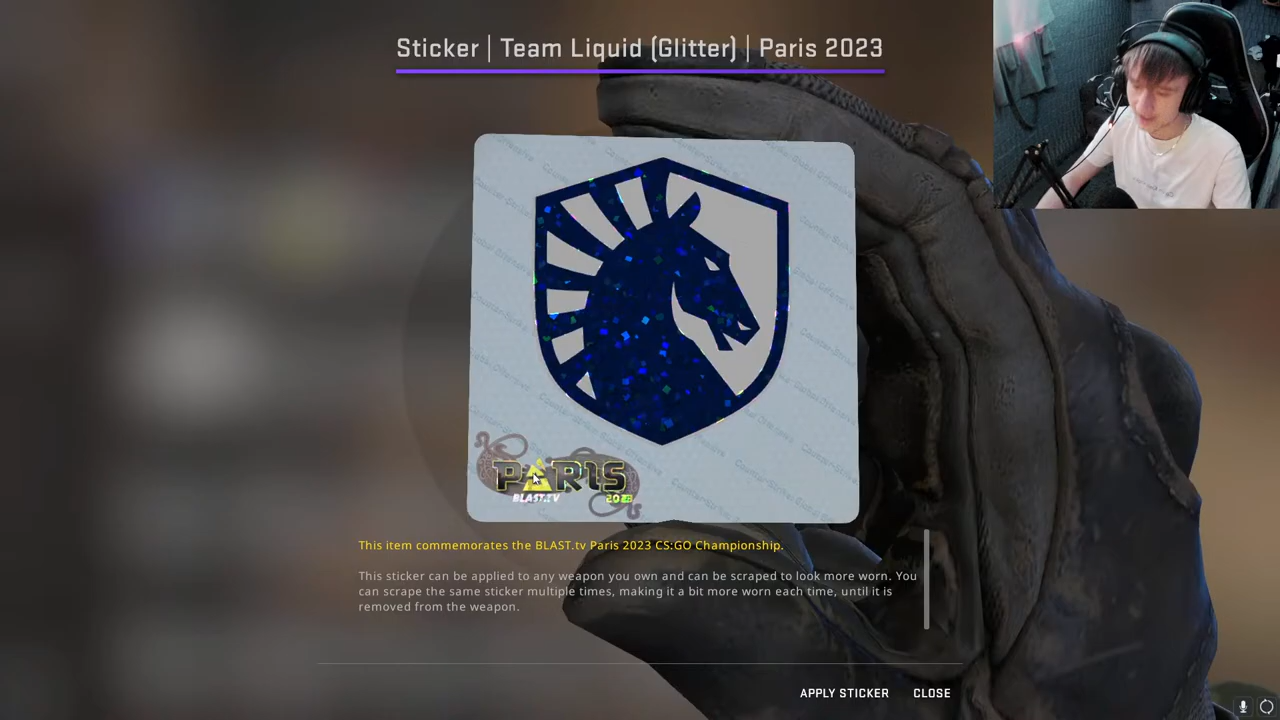 Sticker | Team Liquid (Glitter) | Paris 2023
PARIS
BLAST.TV 2023
This item commemorates the BLAST.tv Paris 2023 CS:GO Championship.
This sticker can be applied to any weapon you own and can be scraped to look more worn. You
can scrape the same sticker multiple times, making it a bit more worn each time, until it is
removed from the weapon.
APPLY STICKER CLOSE